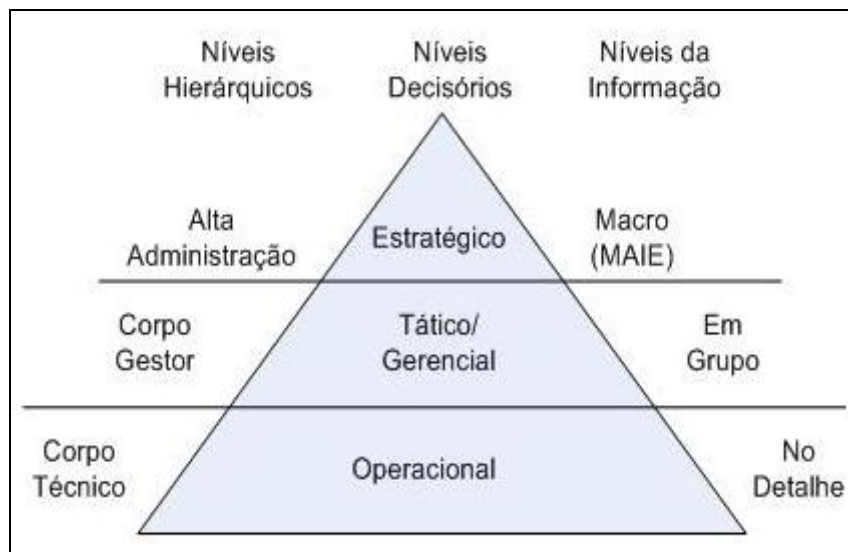 Níveis
Hierárquicos
Níveis
Decisórios
Níveis da
Informação
Alta
Administração
Estratégico
Macro
(MAIE)
Corpo
Gestor
Tático/
Gerencial
Em
Grupo
Corpo
Técnico
Operacional
No
Detalhe